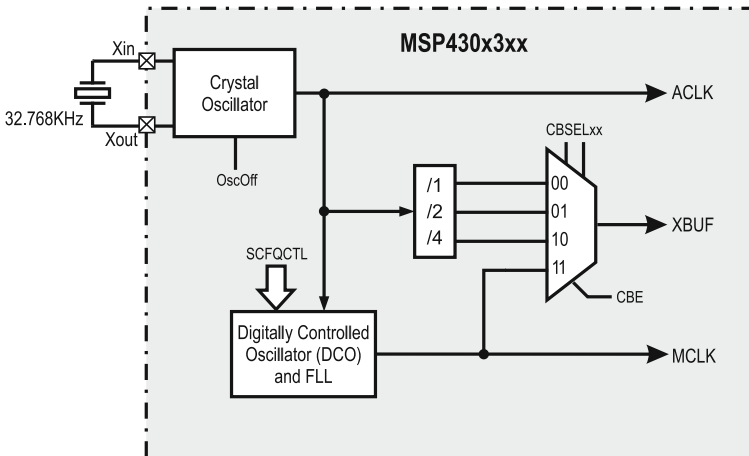 MSP430x3xx
Xin
Crystal
Oscillator
32.768KHz
Xout
OscOff
ACLK
CBSELxx
/1
/2
/4
00
01
10
11
XBUF
CBE
SCFQCTL
Digitally Controlled
Oscillator (DCO)
and FLL
MCLK